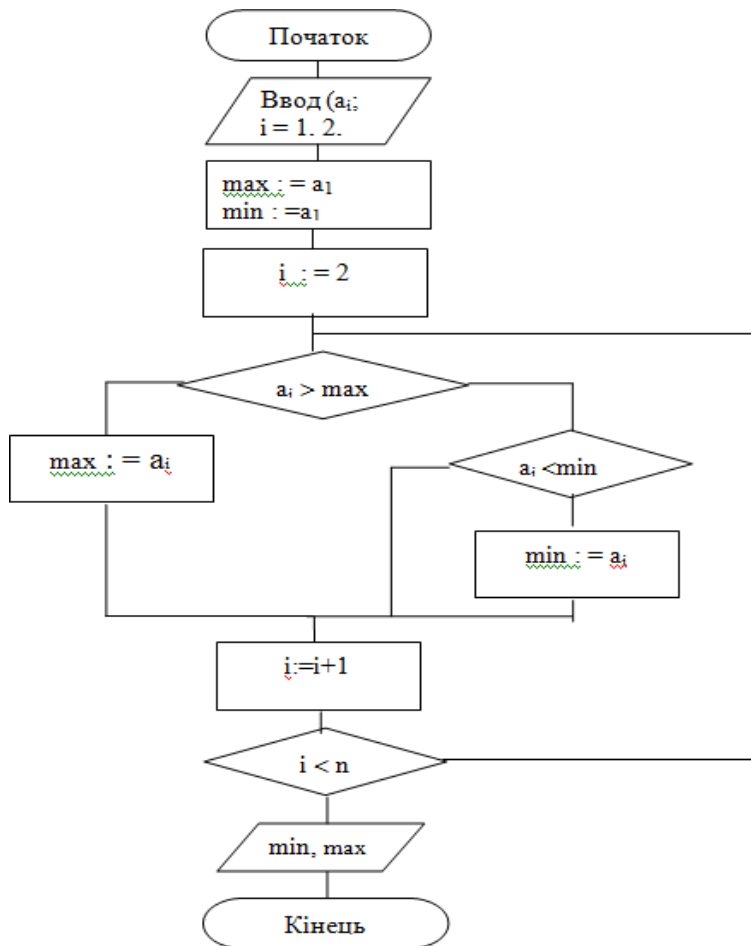 Початок
Ввод (aᵢ;
i = 1. 2.
max : = a₁
min : =a₁
i : = 2
aᵢ > max
max : = aᵢ
aᵢ <min
min : = aᵢ
i:=i+1
i < n
min, max
Кінець